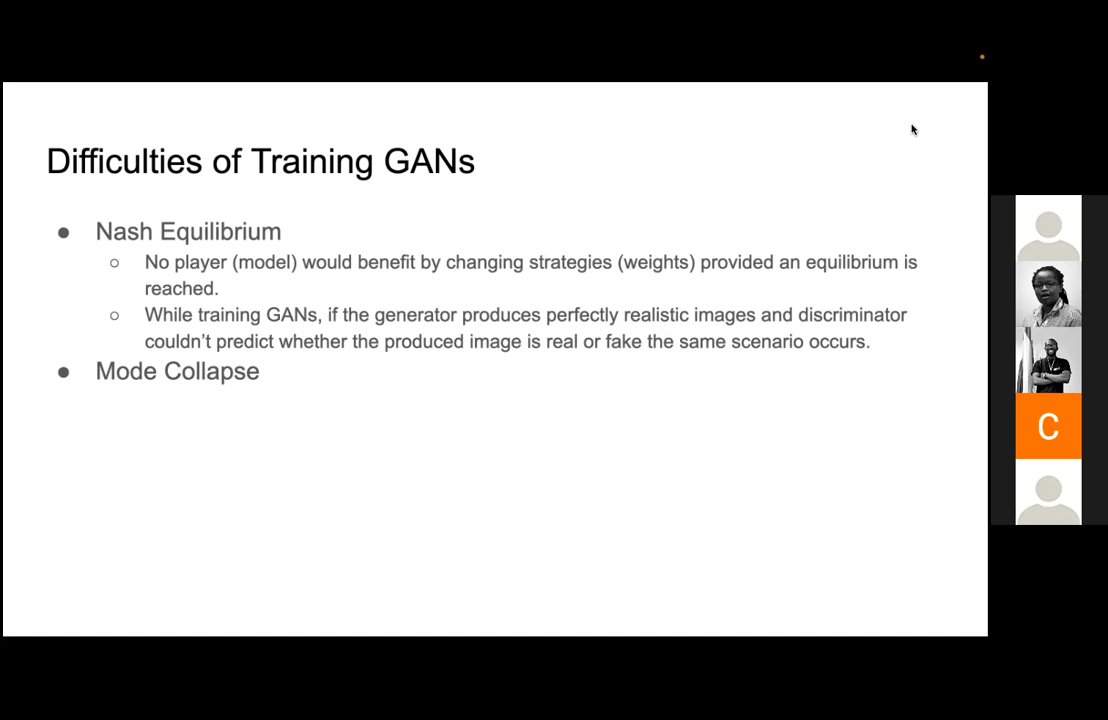 Difficulties of Training GANs
● Nash Equilibrium
○ No player (model) would benefit by changing strategies (weights) provided an equilibrium is
reached.
○ While training GANs, if the generator produces perfectly realistic images and discriminator
couldn’t predict whether the produced image is real or fake the same scenario occurs.
● Mode Collapse
C